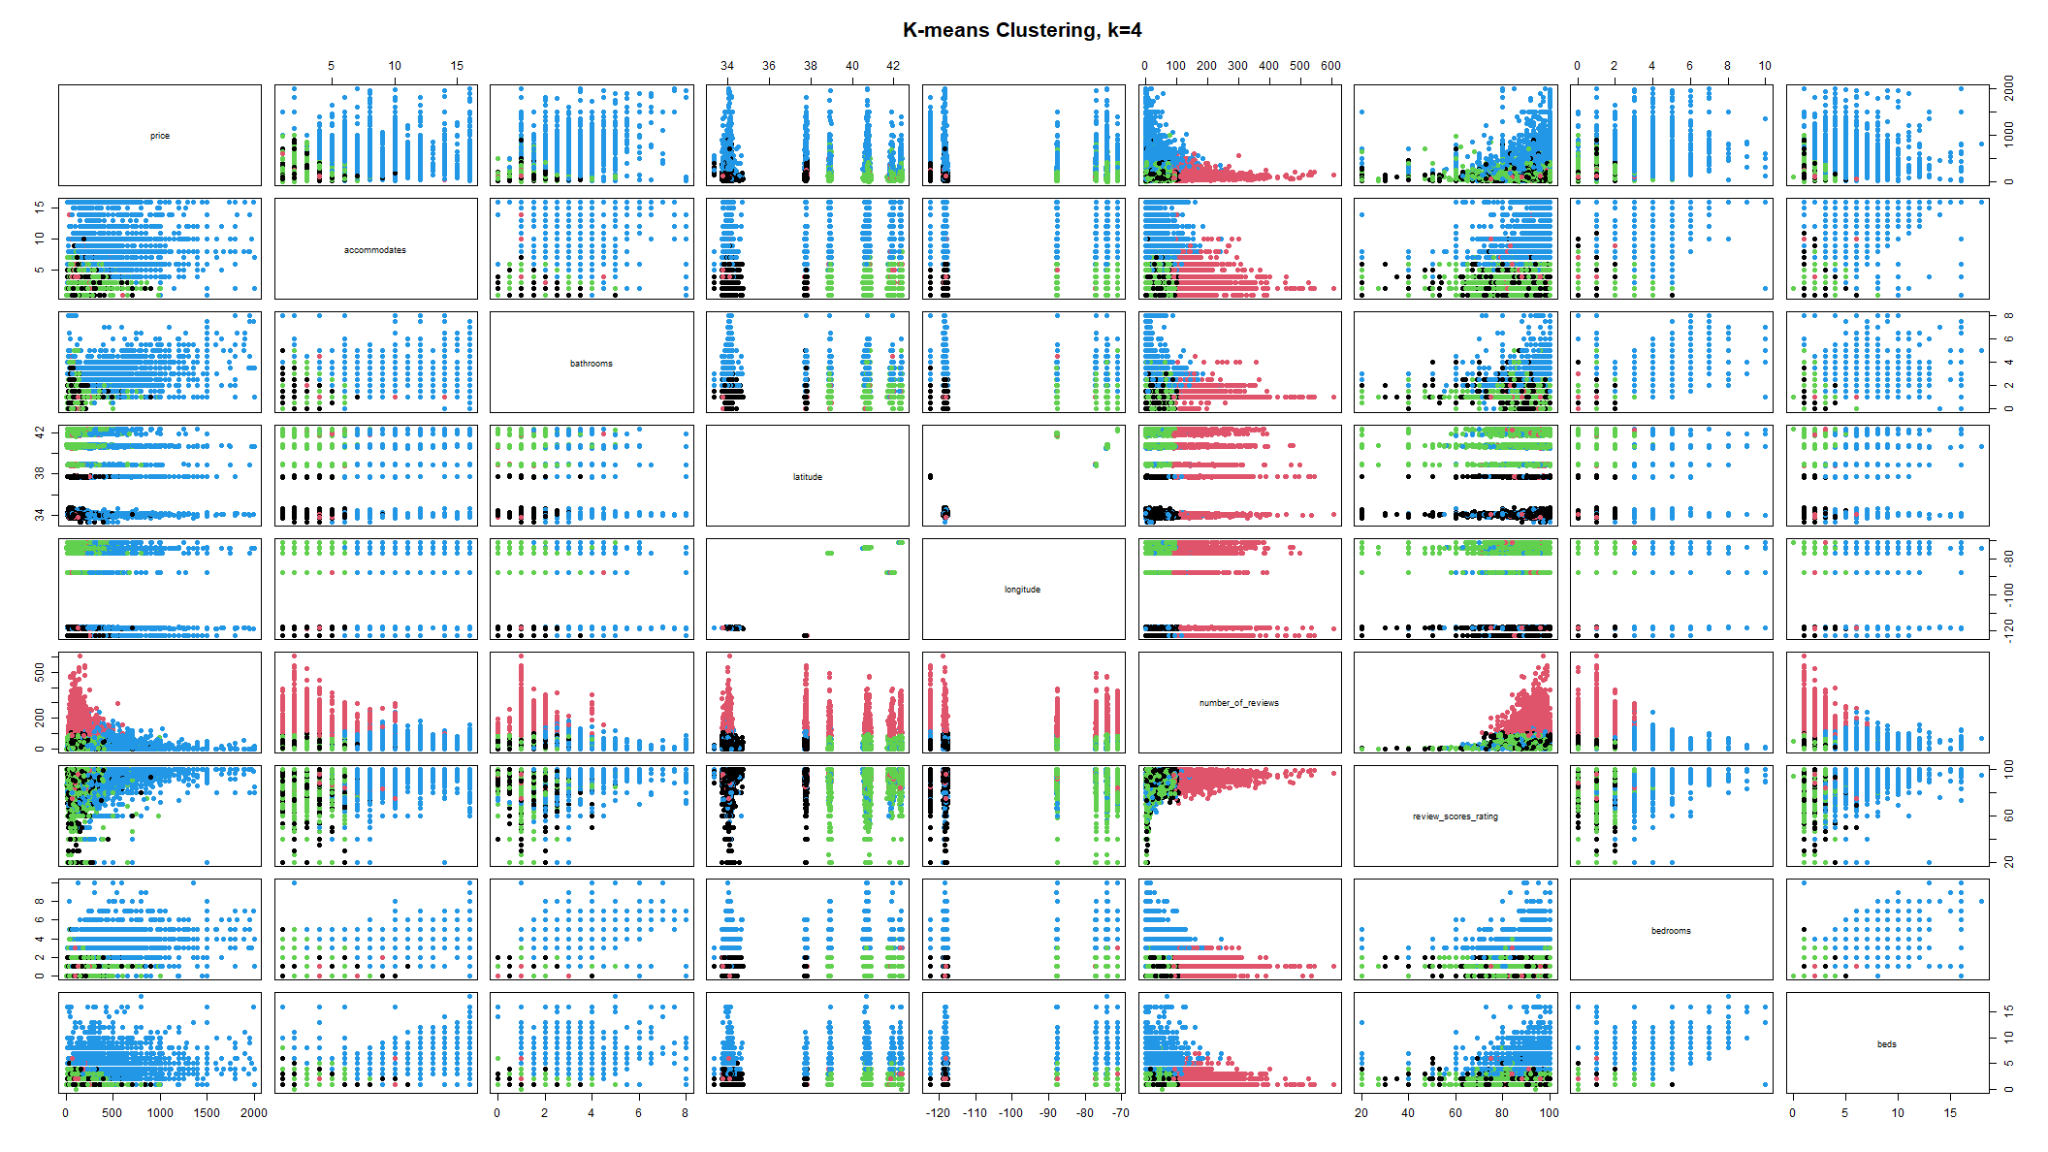 K-means Clustering, k=4
5 10 15
34 36 38 40 42
0 100 200 300 400 500 600
0 2 4 6 8 10
price
0 1000 2000
5 10 15
accommodates
bathrooms
0 2 4 6 8
34 38 42
latitude
longitude
-120 -100 -80
0 200 500
number_of_reviews
review_scores_rating
20 60 100
0 2 4 6 8
bedrooms
beds
0 5 10 15
0 500 1000 1500 2000
0 2 4 6 8
-120 -110 -100 -90 -80 -70
20 40 60 80 100
0 5 10 15